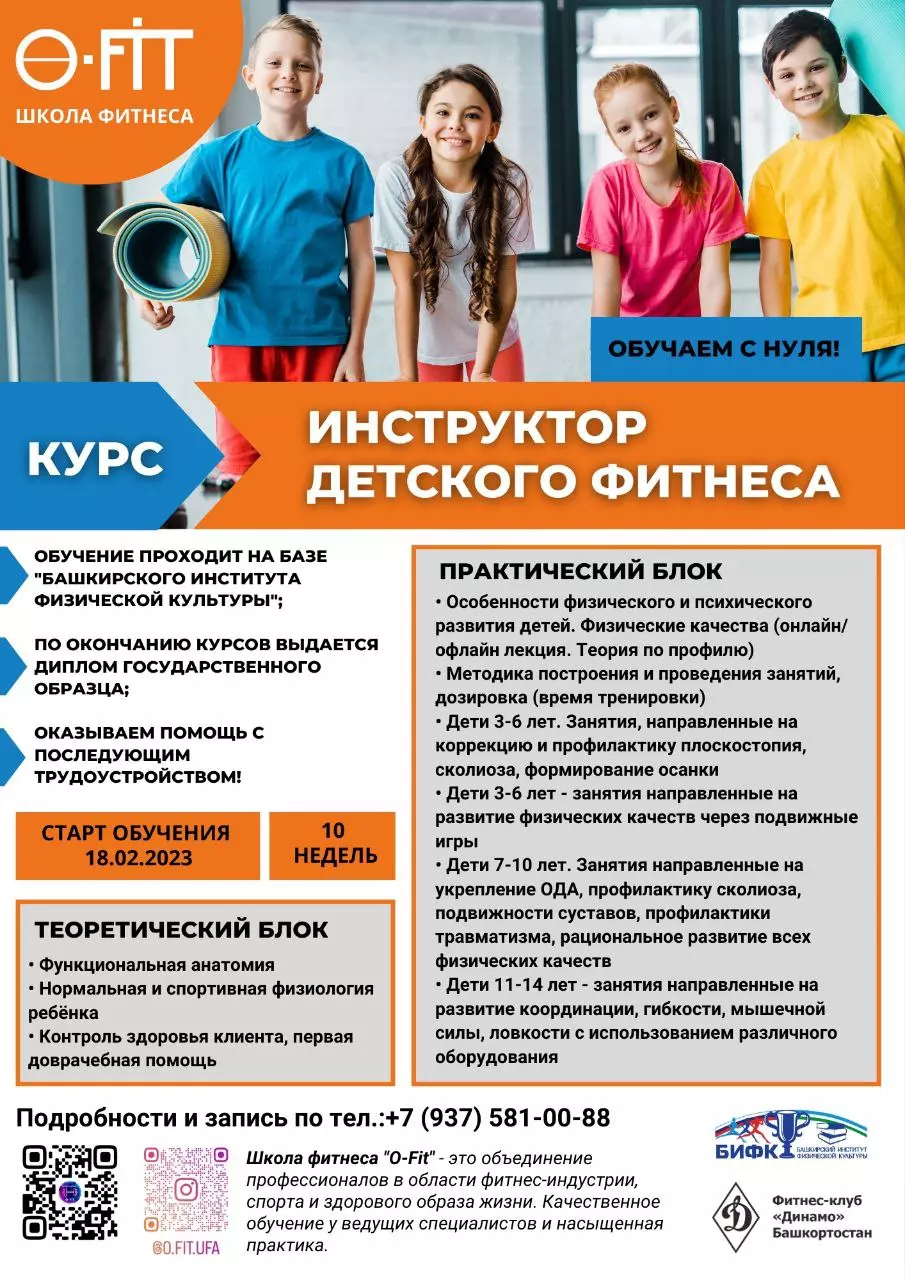 O-FIT
ШКОЛА ФИТНЕСА
ОБУЧАЕМ С НУЛЯ!
КУРС
ИНСТРУКТОР
ДЕТСКОГО ФИТНЕСА
ОБУЧЕНИЕ ПРОХОДИТ НА БАЗЕ
"БАШКИРСКОГО ИНСТИТУТА
ФИЗИЧЕСКОЙ КУЛЬТУРЫ";
ПО ОКОНЧАНИЮ КУРСОВ ВЫДАЕТСЯ
ДИПЛОМ ГОСУДАРСТВЕННОГО
ОБРАЗЦА;
ОКАЗЫВАЕМ ПОМОЩЬ С
ПОСЛЕДУЮЩИМ
ТРУДОУСТРОЙСТВОМ!
СТАРТ ОБУЧЕНИЯ
18.02.2023
10
НЕДЕЛЬ
ТЕОРЕТИЧЕСКИЙ БЛОК
• Функциональная анатомия
• Нормальная и спортивная физиология
ребёнка
• Контроль здоровья клиента, первая
доврачебная помощь
ПРАКТИЧЕСКИЙ БЛОК
• Особенности физического и психического
развития детей. Физические качества (онлайн/
офлайн лекция. Теория по профилю)
• Методика построения и проведения занятий,
дозировка (время тренировки)
• Дети 3-6 лет. Занятия, направленные на
коррекцию и профилактику плоскостопия,
сколиоза, формирование осанки
• Дети 3-6 лет - занятия направленные на
развитие физических качеств через подвижные
игры
• Дети 7-10 лет. Занятия направленные на
укрепление ОДА, профилактику сколиоза,
подвижности суставов, профилактики
травматизма, рациональное развитие всех
физических качеств
• Дети 11-14 лет - занятия направленные на
развитие координации, гибкости, мышечной
силы, ловкости с использованием различного
оборудования
Подробности и запись по тел.:+7 (937) 581-00-88
@O.FIT.UFA
Школа фитнеса "O-Fit" - это объединение
профессионалов в области фитнес-индустрии,
спорта и здорового образа жизни. Качественное
обучение у ведущих специалистов и насыщенная
практика.
БИФК
БАШКИРСКИЙ ИНСТИТУТ
ФИЗИЧЕСКОЙ КУЛЬТУРЫ
Д
Фитнес-клуб
«Динамо»
Башкортостан